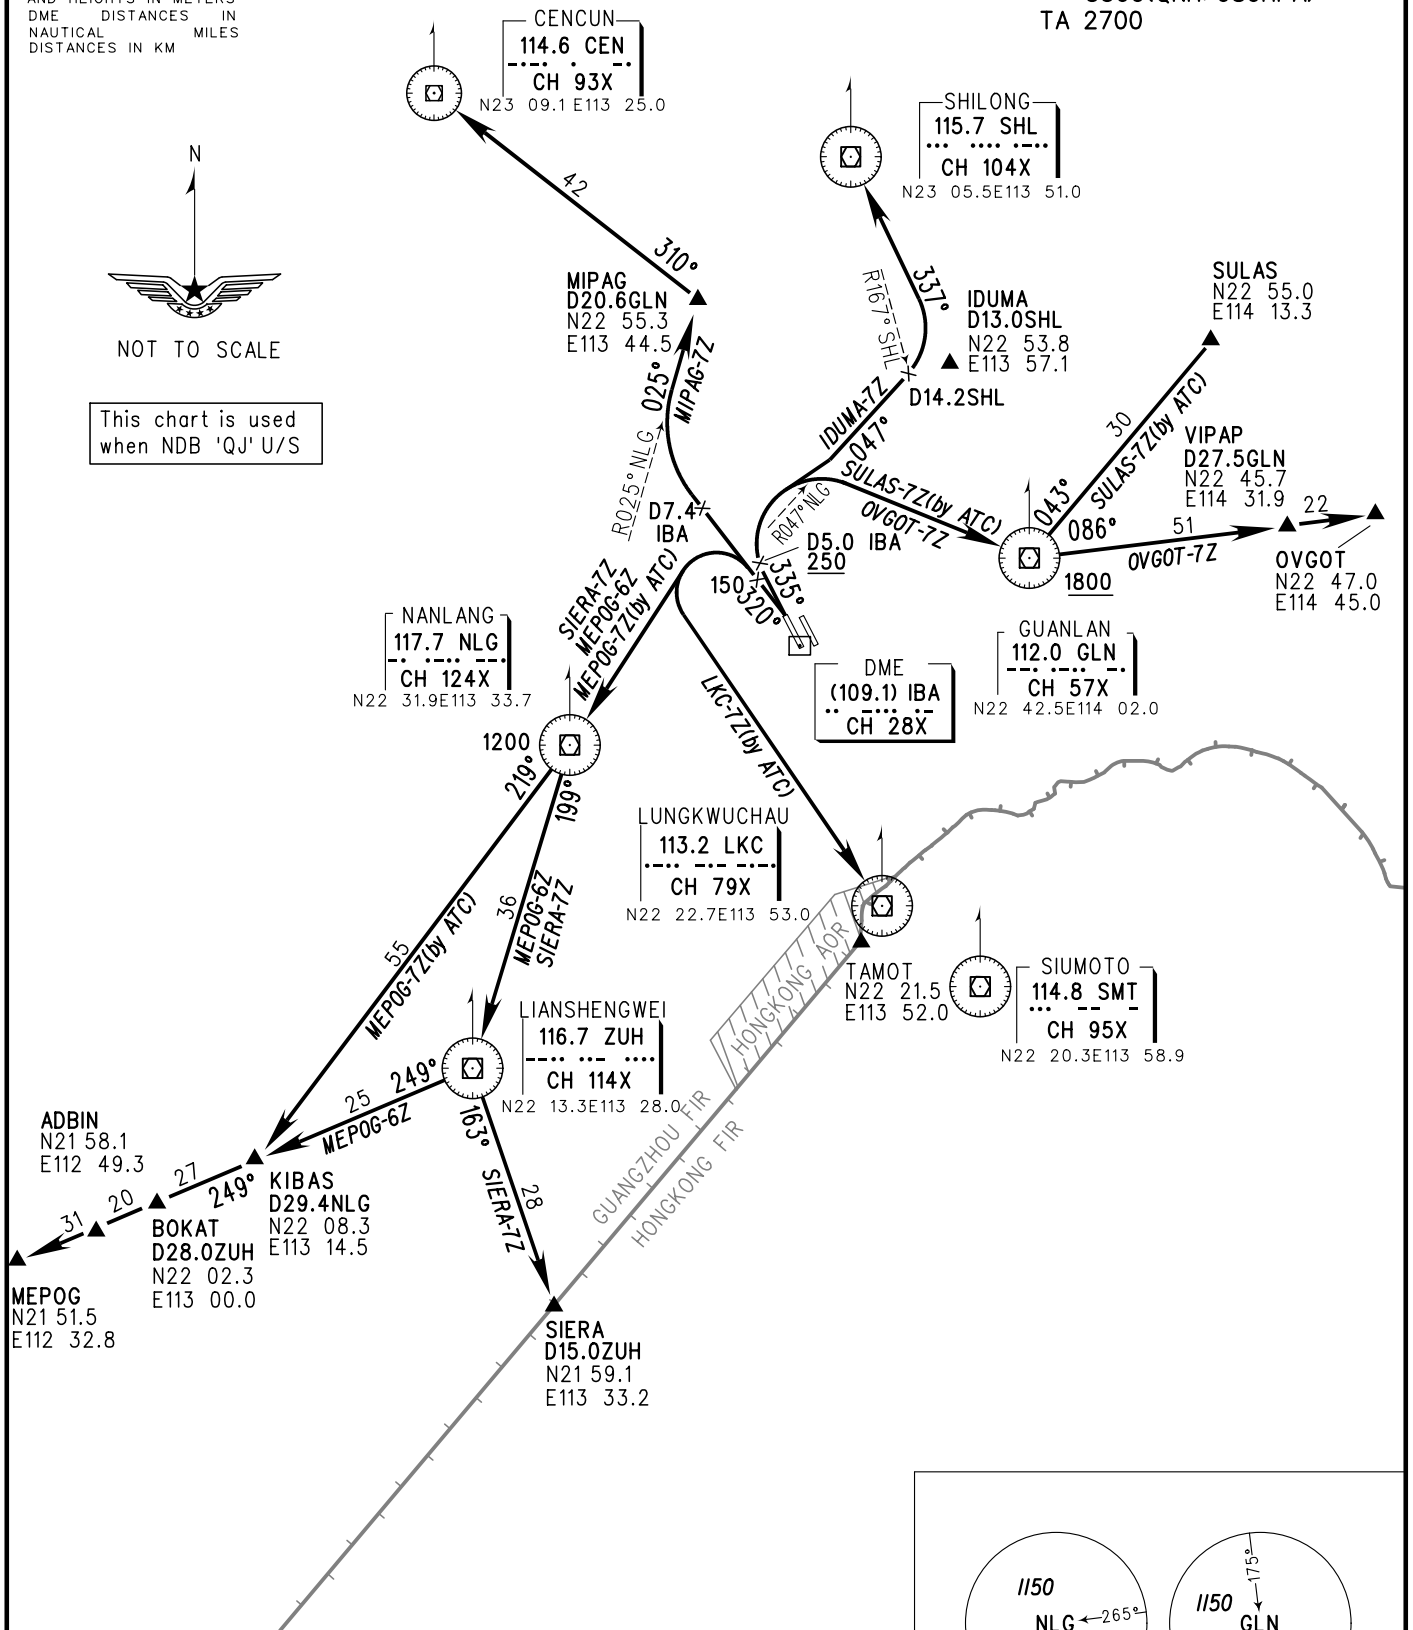 AND HEIGHTS IN METERS
DME DISTANCES IN
NAUTICAL MILES
DISTANCES IN KM
TA 2700
CENCUN
114.6 CEN
CH 93X
N23 09.1 E113 25.0
SHILONG
115.7 SHL
CH 104X
N23 05.5E113 51.0
N
NOT TO SCALE
This chart is used
when NDB 'QJ' U/S
42
310°
MIPAG
D20.6GLN
N22 55.3
E113 44.5
025°
MIPAG-7Z
R025° NLG
337°
R167° SHL
IDUMA
D13.0SHL
N22 53.8
E113 57.1
D14.2SHL
IDUMA-7Z
047°
R047° NLG
SULAS
N22 55.0
E114 13.3
30
SULAS-7Z(by ATC)
043°
VIPAP
D27.5GLN
N22 45.7
E114 31.9
SULAS-7Z(by ATC)
OVGOT-7Z
086°
51
OVGOT-7Z
22
OVGOT
N22 47.0
E114 45.0
1800
D7.4
IBA
D5.0 IBA
250
150
335°
320°
SIERA-7Z
MEPOG-6Z
MEPOG-7Z(by ATC)
NANLANG
117.7 NLG
CH 124X
N22 31.9E113 33.7
GUANLAN
112.0 GLN
CH 57X
N22 42.5E114 02.0
DME
(109.1) IBA
CH 28X
LKC-7Z(by ATC)
1200
219°
199°
LUNGKWUCHAU
113.2 LKC
CH 79X
N22 22.7E113 53.0
36
MEPOG-6Z
SIERA-7Z
55
MEPOG-7Z(by ATC)
HONGKONG AOR
TAMOT
N22 21.5
E113 52.0
SIUMOTO
114.8 SMT
CH 95X
N22 20.3E113 58.9
LIANSHENGWEI
116.7 ZUH
CH 114X
N22 13.3E113 28.0
249°
25
MEPOG-6Z
163°
28
SIERA-7Z
GUANGZHOU FIR
HONGKONG FIR
ADBIN
N21 58.1
E112 49.3
27
249°
20
31
KIBAS
D29.4NLG
N22 08.3
E113 14.5
BOKAT
D28.0ZUH
N22 02.3
E113 00.0
MEPOG
N21 51.5
E112 32.8
SIERA
D15.0ZUH
N21 59.1
E113 33.2
1150
NLG
265°
175°
1150
GLN